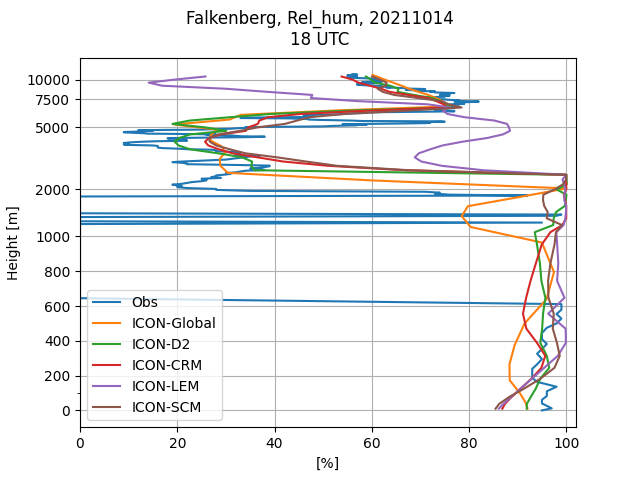 Falkenberg, Rel_hum, 20211014
18 UTC
Height [m]
10000
7500
5000
2000
1000
800
600
400
200
0
Obs
ICON-Global
ICON-D2
ICON-CRM
ICON-LEM
ICON-SCM
0 20 40 60 80 100
[%]